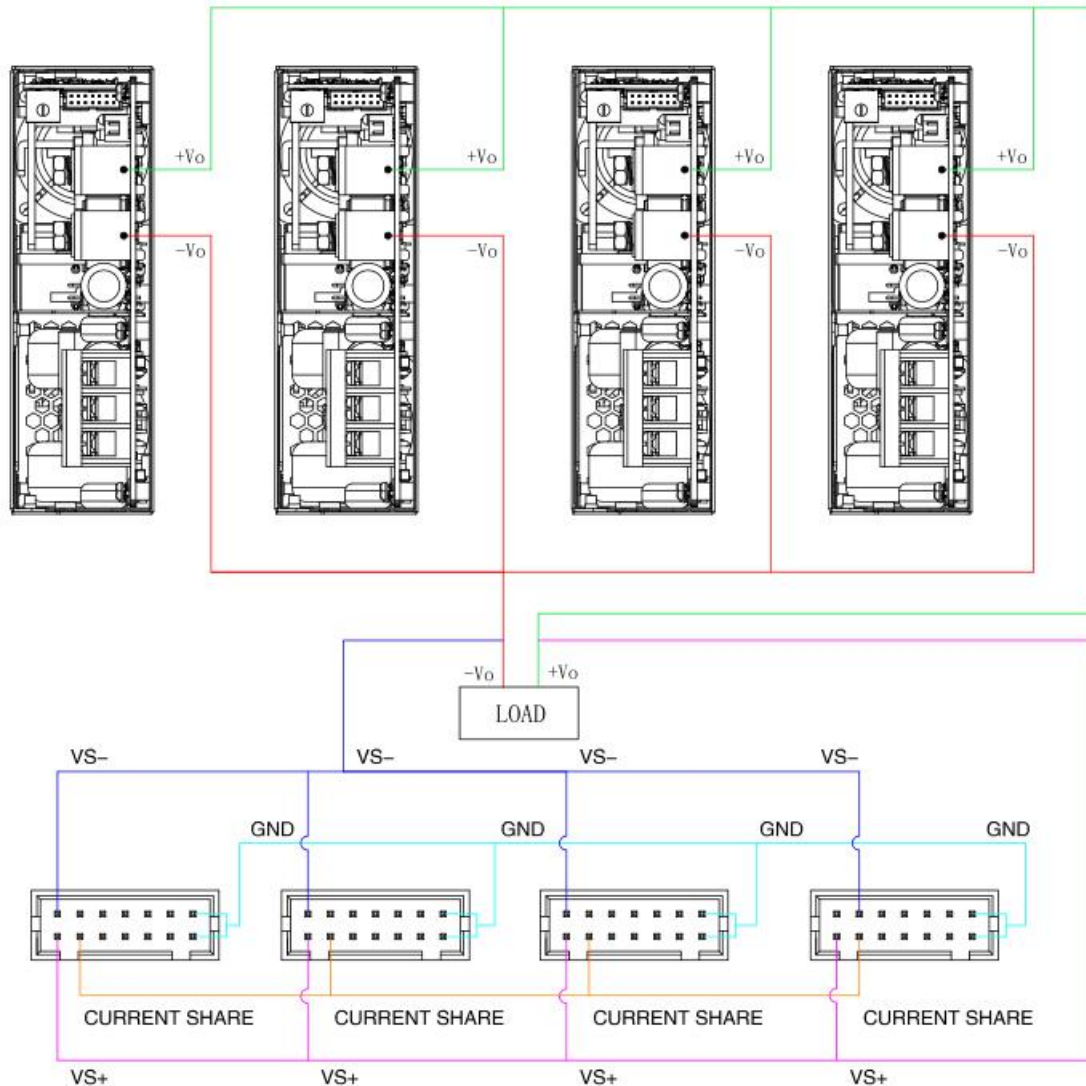 +Vo
+Vo
+Vo
+Vo
−Vo
−Vo
−Vo
−Vo
−Vo
+Vo
LOAD
VS−
VS−
VS−
VS−
GND
GND
GND
GND
CURRENT SHARE
CURRENT SHARE
CURRENT SHARE
CURRENT SHARE
VS+
VS+
VS+
VS+